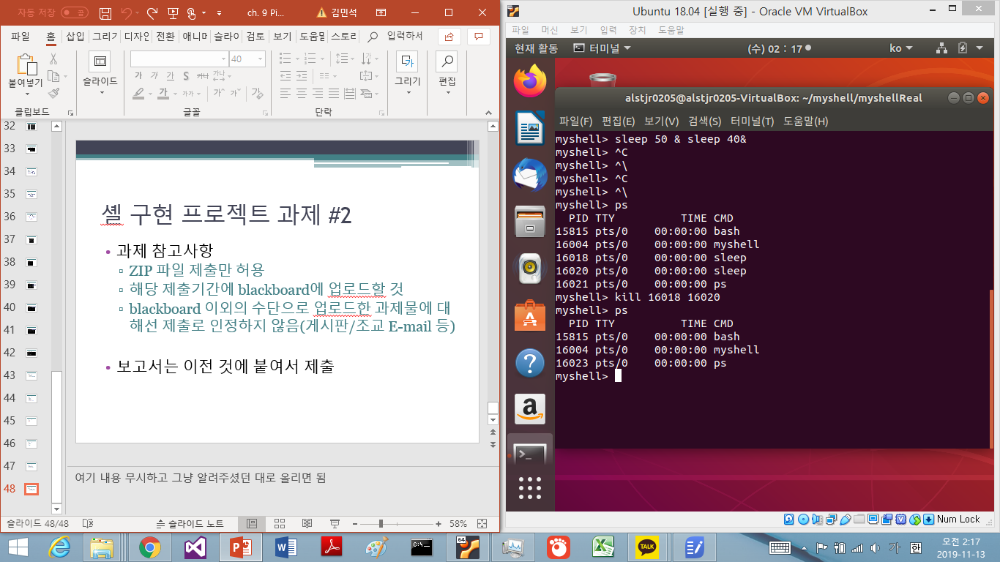 자동 저장
공
ch. 9 Pi...
김민석
파일
홈
삽입
그리기
디자인
전환
애니메
슬라이
검토
보기
도움말
스토리
입력하서
붙여넣기
슬라이드
40
가 가 가 S
그리기
편집
클립보드
글꼴
단락
32
33
34
35
36
37
38
39
40
41
42
43
44
45
46
47
48
셸 구현 프로젝트 과제 #2
• 과제 참고사항
▫ ZIP 파일 제출만 허용
▫ 해당 제출기간에 blackboard에 업로드할 것
▫ blackboard 이외의 수단으로 업로드한 과제물에 대
해선 제출로 인정하지 않음(게시판/조교 E-mail 등)
• 보고서는 이전 것에 붙여서 제출
여기 내용 무시하고 그냥 알려주셨던 대로 올리면 됨
슬라이드 48/48
슬라이드 노트
58%
Ubuntu 18.04 [실행 중] - Oracle VM VirtualBox
파일 머신 보기 입력 장치 도움말
현재 활동
터미널
(수) 02 : 17
ko
alstjr0205@alstjr0205-VirtualBox: ~/myshell/myshellReal
파일(F) 편집(E) 보기(V) 검색(S) 터미널(T) 도움말(H)
myshell> sleep 50 & sleep 40&
myshell> ^C
myshell> ^\
myshell> ^C
myshell> ^\
myshell> ps
PID TTY TIME CMD
15815 pts/0 00:00:00 bash
16004 pts/0 00:00:00 myshell
16018 pts/0 00:00:00 sleep
16020 pts/0 00:00:00 sleep
16021 pts/0 00:00:00 ps
myshell> kill 16018 16020
myshell> ps
PID TTY TIME CMD
15815 pts/0 00:00:00 bash
16004 pts/0 00:00:00 myshell
16023 pts/0 00:00:00 ps
myshell>
Num Lock
64
TALK
가
한
오전 2:17
2019-11-13